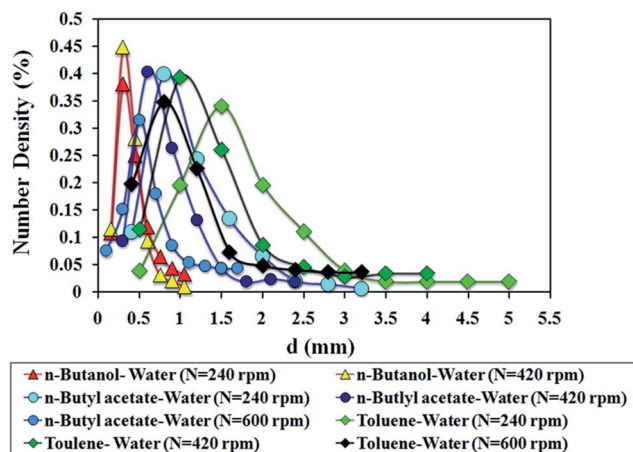 0.5
0.45
0.4
0.35
0.3
0.25
0.2
0.15
0.1
0.05
0
Number Density (%)
0 0.5 1 1.5 2 2.5 3 3.5 4 4.5 5 5.5
d (mm)
n-Butanol- Water (N=240 rpm) n-Butanol-Water (N=420 rpm)
n-Butyl acetate-Water (N=240 rpm) n-Butlyl acetate-Water (N=420 rpm)
n-Butyl acetate-Water (N=600 rpm) Toluene-Water (N=240 rpm)
Toulene- Water (N=420 rpm) Toluene-Water (N=600 rpm)